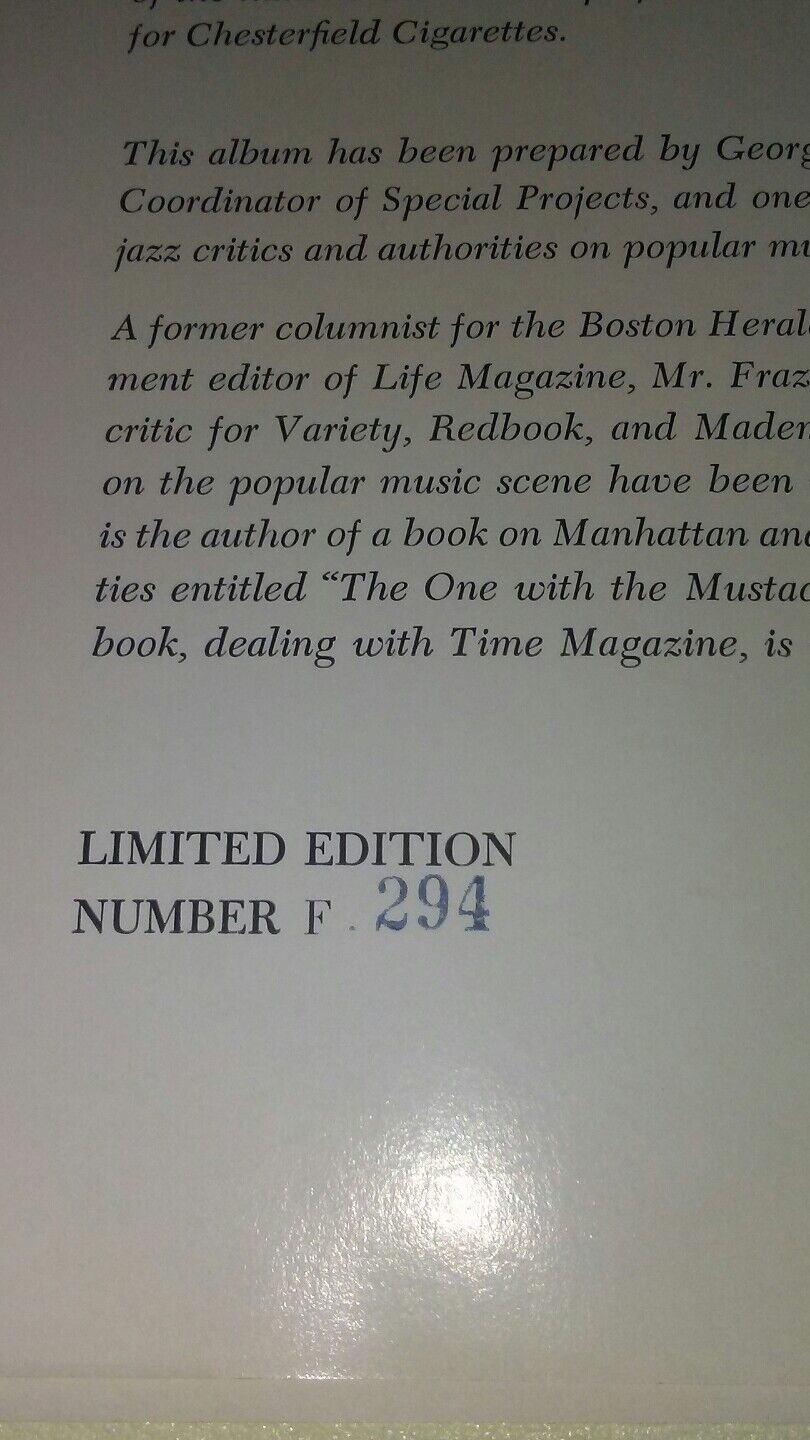 for Chesterfield Cigarettes.
This album has been prepared by
Coordinator of Special Projects, and one
jazz critics and authorities on popular
A former columnist for the Boston
ment editor of Life Magazine, Mr.
critic for Variety, Redbook, and
on the popular music scene have been
is the author of a book on Manhattan
ties entitled “The One with the
book, dealing with Time Magazine, is
LIMITED EDITION
NUMBER F. 294